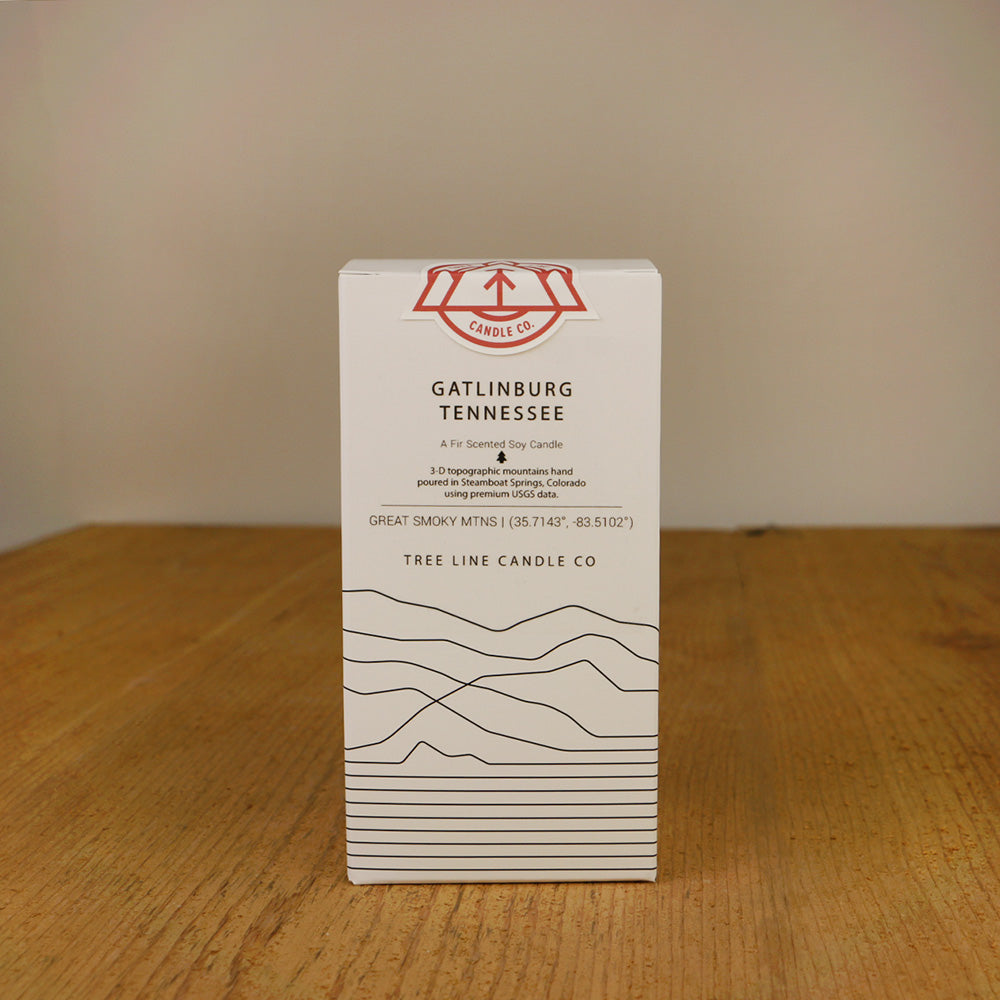 CANDLE CO.
GATLINBURG
TENNESSEE
A Fir Scented Soy Candle
3-D topographic mountains hand
poured in Steamboat Springs, Colorado
using premium USGS data.
GREAT SMOKY MTNS | (35.7143°, -83.5102°)
TREE LINE CANDLE CO